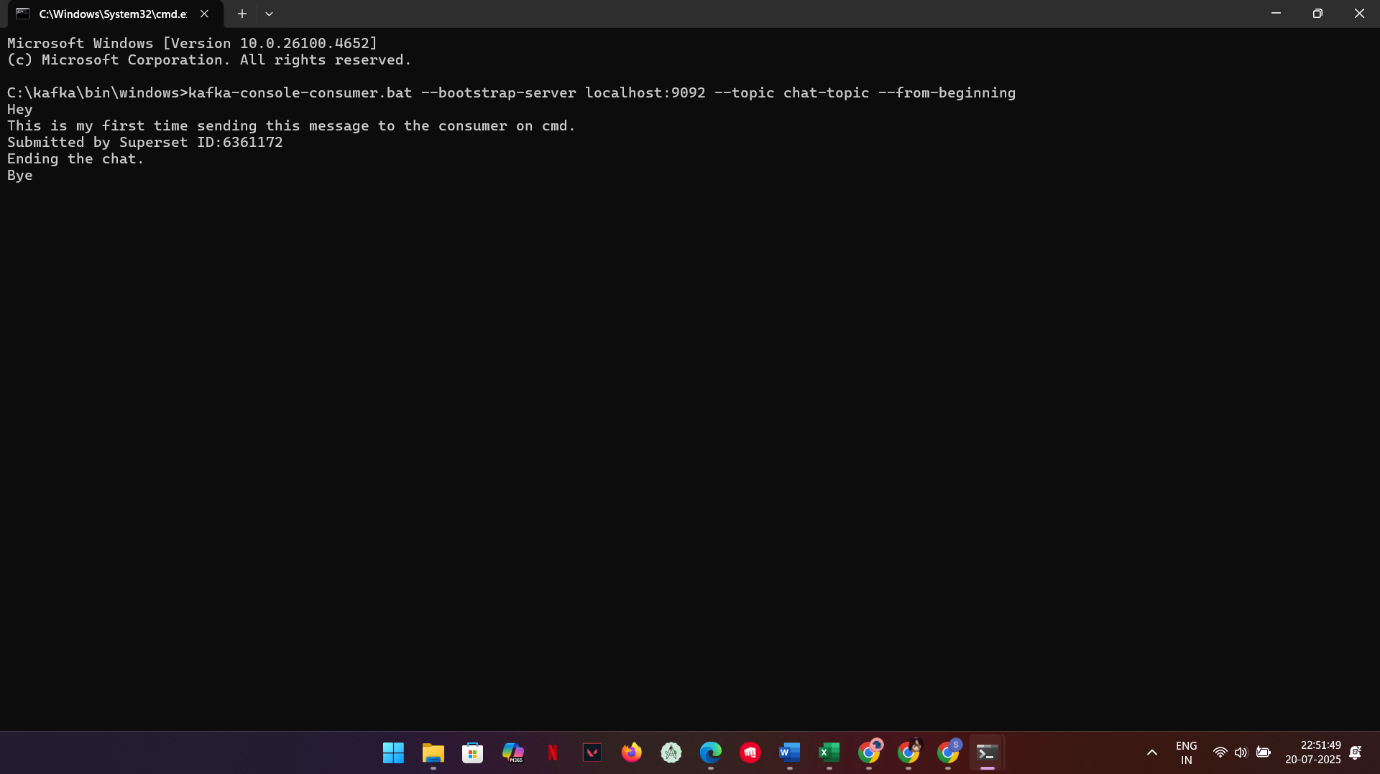 C:\Windows\System32\cmd.e
Microsoft Windows [Version 10.0.26100.4652]
(c) Microsoft Corporation. All rights reserved.
C:\kafka\bin\windows>kafka-console-consumer.bat --bootstrap-server localhost:9092 --topic chat-topic --from-beginning
Hey
This is my first time sending this message to the consumer on cmd.
Submitted by Superset ID:6361172
Ending the chat.
Bye
M365
ENG
IN
22:51:49
20-07-2025